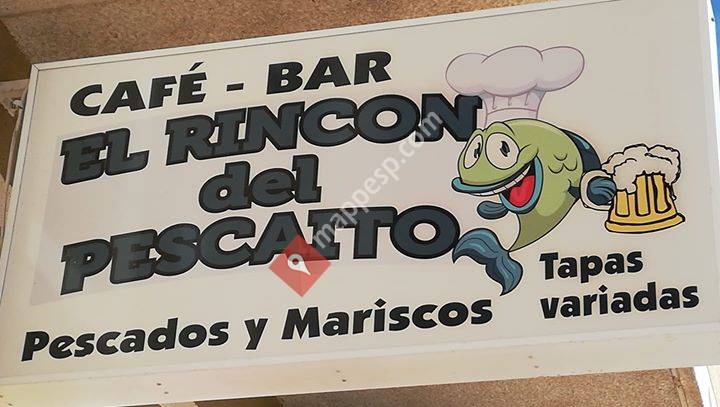 CAFÉ - BAR
EL RINCON
del
PESCAITO
Pescados y Mariscos
Tapas
variadas
mappesp.com